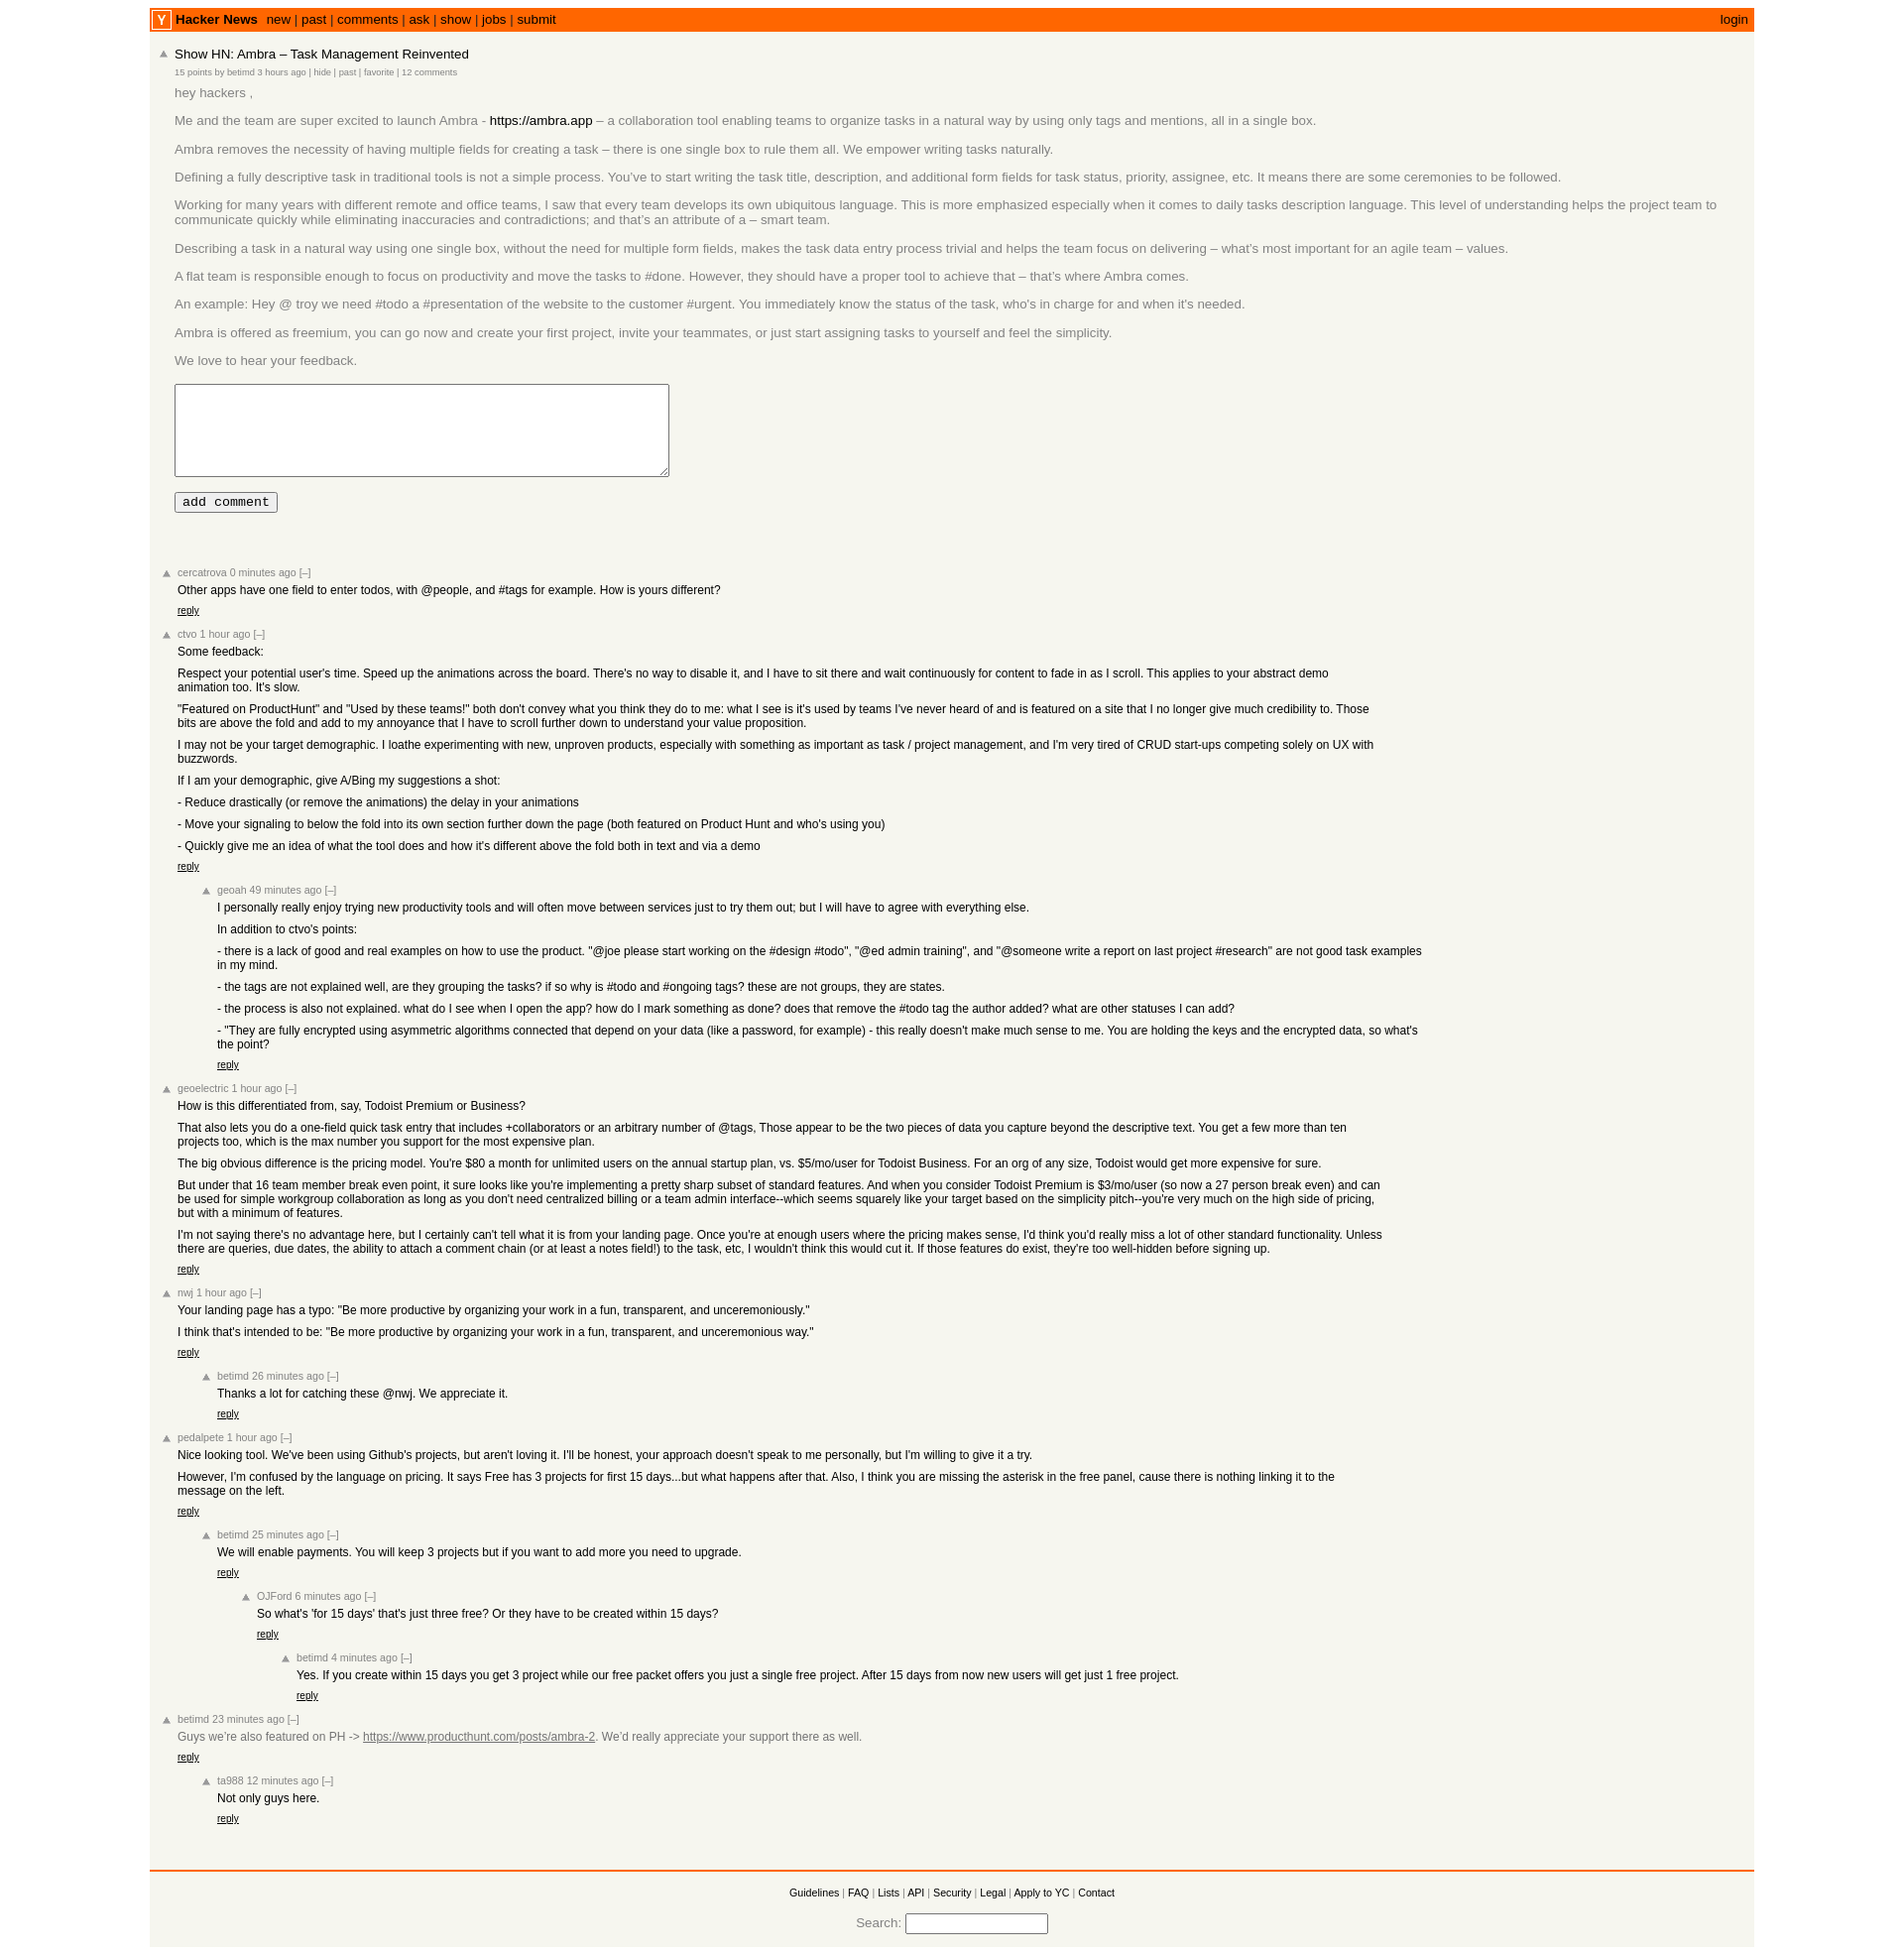 Y Hacker News new | past | comments | ask | show | jobs | submit login
Show HN: Ambra – Task Management Reinvented
15 points by betimd 3 hours ago | hide | past | favorite | 12 comments
hey hackers ,
Me and the team are super excited to launch Ambra - https://ambra.app – a collaboration tool enabling teams to organize tasks in a natural way by using only tags and mentions, all in a single box.
Ambra removes the necessity of having multiple fields for creating a task – there is one single box to rule them all. We empower writing tasks naturally.
Defining a fully descriptive task in traditional tools is not a simple process. You’ve to start writing the task title, description, and additional form fields for task status, priority, assignee, etc. It means there are some ceremonies to be followed.
Working for many years with different remote and office teams, I saw that every team develops its own ubiquitous language. This is more emphasized especially when it comes to daily tasks description language. This level of understanding helps the project team to
communicate quickly while eliminating inaccuracies and contradictions; and that’s an attribute of a – smart team.
Describing a task in a natural way using one single box, without the need for multiple form fields, makes the task data entry process trivial and helps the team focus on delivering – what’s most important for an agile team – values.
A flat team is responsible enough to focus on productivity and move the tasks to #done. However, they should have a proper tool to achieve that – that’s where Ambra comes.
An example: Hey @ troy we need #todo a #presentation of the website to the customer #urgent. You immediately know the status of the task, who's in charge for and when it's needed.
Ambra is offered as freemium, you can go now and create your first project, invite your teammates, or just start assigning tasks to yourself and feel the simplicity.
We love to hear your feedback.
add comment
cercatrova 0 minutes ago [–]
Other apps have one field to enter todos, with @people, and #tags for example. How is yours different?
reply
ctvo 1 hour ago [–]
Some feedback:
Respect your potential user's time. Speed up the animations across the board. There's no way to disable it, and I have to sit there and wait continuously for content to fade in as I scroll. This applies to your abstract demo
animation too. It's slow.
"Featured on ProductHunt" and "Used by these teams!" both don't convey what you think they do to me: what I see is it's used by teams I've never heard of and is featured on a site that I no longer give much credibility to. Those
bits are above the fold and add to my annoyance that I have to scroll further down to understand your value proposition.
I may not be your target demographic. I loathe experimenting with new, unproven products, especially with something as important as task / project management, and I'm very tired of CRUD start-ups competing solely on UX with
buzzwords.
If I am your demographic, give A/Bing my suggestions a shot:
- Reduce drastically (or remove the animations) the delay in your animations
- Move your signaling to below the fold into its own section further down the page (both featured on Product Hunt and who's using you)
- Quickly give me an idea of what the tool does and how it's different above the fold both in text and via a demo
reply
geoah 49 minutes ago [–]
I personally really enjoy trying new productivity tools and will often move between services just to try them out; but I will have to agree with everything else.
In addition to ctvo's points:
- there is a lack of good and real examples on how to use the product. "@joe please start working on the #design #todo", "@ed admin training", and "@someone write a report on last project #research" are not good task examples
in my mind.
- the tags are not explained well, are they grouping the tasks? if so why is #todo and #ongoing tags? these are not groups, they are states.
- the process is also not explained. what do I see when I open the app? how do I mark something as done? does that remove the #todo tag the author added? what are other statuses I can add?
- "They are fully encrypted using asymmetric algorithms connected that depend on your data (like a password, for example) - this really doesn't make much sense to me. You are holding the keys and the encrypted data, so what's
the point?
reply
geoelectric 1 hour ago [–]
How is this differentiated from, say, Todoist Premium or Business?
That also lets you do a one-field quick task entry that includes +collaborators or an arbitrary number of @tags, Those appear to be the two pieces of data you capture beyond the descriptive text. You get a few more than ten
projects too, which is the max number you support for the most expensive plan.
The big obvious difference is the pricing model. You're $80 a month for unlimited users on the annual startup plan, vs. $5/mo/user for Todoist Business. For an org of any size, Todoist would get more expensive for sure.
But under that 16 team member break even point, it sure looks like you're implementing a pretty sharp subset of standard features. And when you consider Todoist Premium is $3/mo/user (so now a 27 person break even) and can
be used for simple workgroup collaboration as long as you don't need centralized billing or a team admin interface--which seems squarely like your target based on the simplicity pitch--you're very much on the high side of pricing,
but with a minimum of features.
I'm not saying there's no advantage here, but I certainly can't tell what it is from your landing page. Once you're at enough users where the pricing makes sense, I'd think you'd really miss a lot of other standard functionality. Unless
there are queries, due dates, the ability to attach a comment chain (or at least a notes field!) to the task, etc, I wouldn't think this would cut it. If those features do exist, they're too well-hidden before signing up.
reply
nwj 1 hour ago [–]
Your landing page has a typo: "Be more productive by organizing your work in a fun, transparent, and unceremoniously."
I think that's intended to be: "Be more productive by organizing your work in a fun, transparent, and unceremonious way."
reply
betimd 26 minutes ago [–]
Thanks a lot for catching these @nwj. We appreciate it.
reply
pedalpete 1 hour ago [–]
Nice looking tool. We've been using Github's projects, but aren't loving it. I'll be honest, your approach doesn't speak to me personally, but I'm willing to give it a try.
However, I'm confused by the language on pricing. It says Free has 3 projects for first 15 days...but what happens after that. Also, I think you are missing the asterisk in the free panel, cause there is nothing linking it to the
message on the left.
reply
betimd 25 minutes ago [–]
We will enable payments. You will keep 3 projects but if you want to add more you need to upgrade.
reply
OJFord 6 minutes ago [–]
So what's 'for 15 days' that's just three free? Or they have to be created within 15 days?
reply
betimd 4 minutes ago [–]
Yes. If you create within 15 days you get 3 project while our free packet offers you just a single free project. After 15 days from now new users will get just 1 free project.
reply
betimd 23 minutes ago [–]
Guys we’re also featured on PH -> https://www.producthunt.com/posts/ambra-2. We’d really appreciate your support there as well.
reply
ta988 12 minutes ago [–]
Not only guys here.
reply
Guidelines | FAQ | Lists | API | Security | Legal | Apply to YC | Contact
Search: